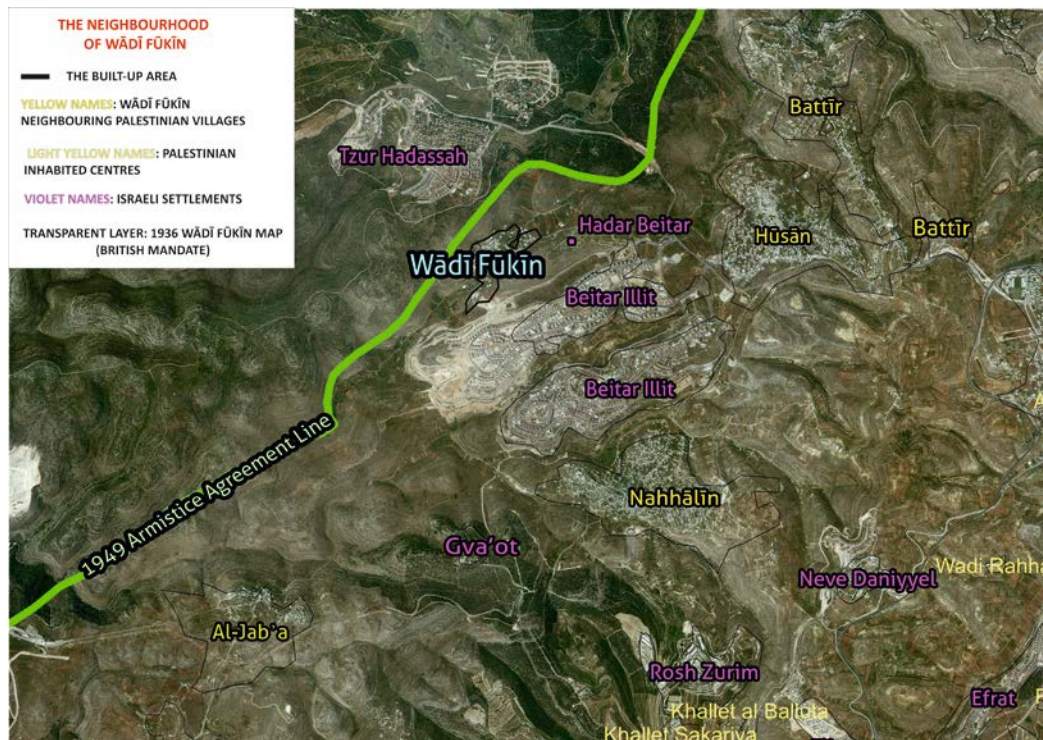 THE NEIGHBOURHOOD
OF WĀDĪ FŪKĪN
THE BUILT-UP AREA
YELLOW NAMES: WĀDĪ FŪKĪN
NEIGHBOURING PALESTINIAN VILLAGES
LIGHT YELLOW NAMES: PALESTINIAN
INHABITED CENTRES
VIOLET NAMES: ISRAELI SETTLEMENTS
TRANSPARENT LAYER: 1936 WĀDĪ FŪKĪN MAP
(BRITISH MANDATE)
Battīr
Tzur Hadassah
Hadar Beitar
Hūsān
Battīr
Wādī Fūkīn
Beitar Illit
Beitar Illit
1949 Armistice Agreement Line
Nahhālīn
Gva'ot
Wadi Rahha
Neve Daniyyel
Al-Jab'a
Rosh Zurim
Efrat
Khallet al Balluta
Khallet Sakariya